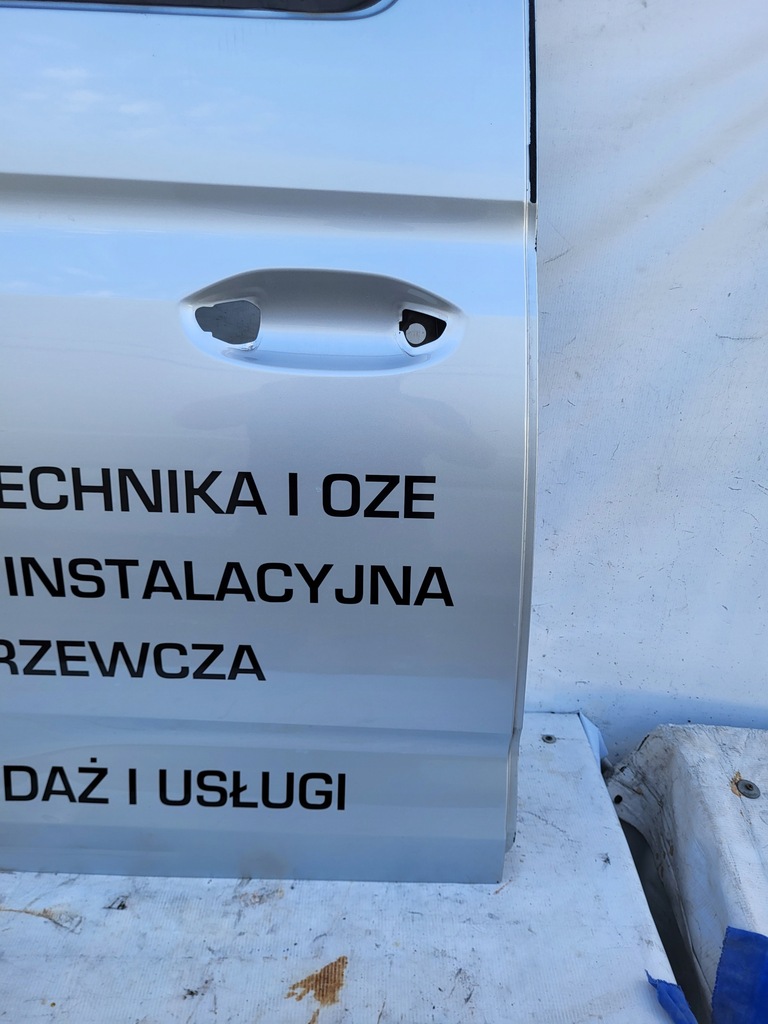 ECHNIKA I OZE
INSTALACYJNA
RZEWCZA
DAŻ I USŁUGI